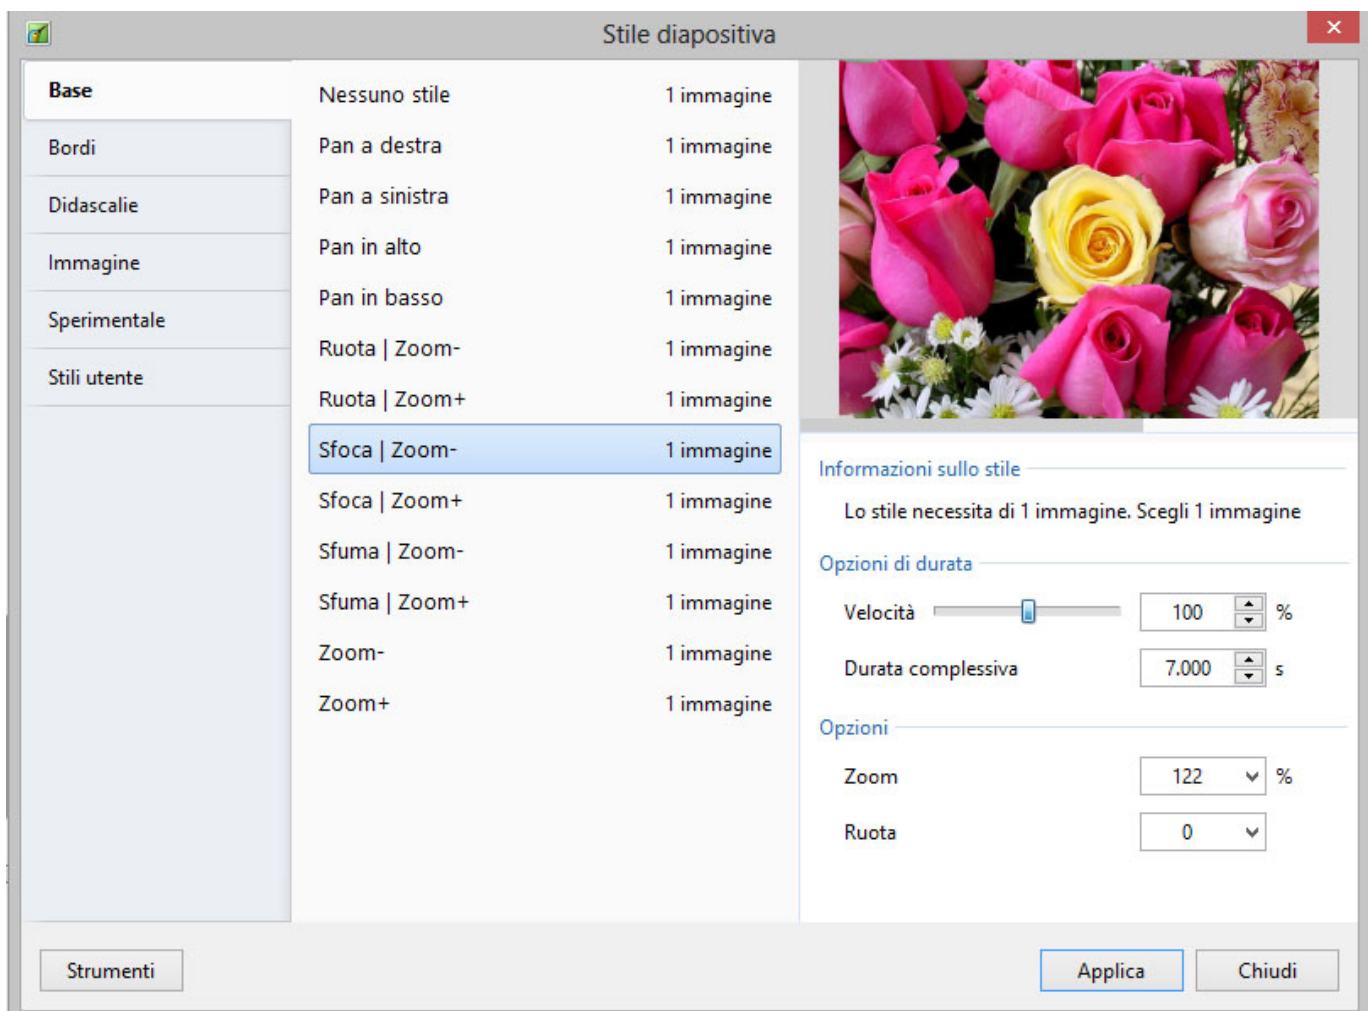 Stile diapositiva
Base
Bordi
Didascalie
Immagine
Sperimentale
Stili utente
Nessuno stile 1 immagine
Pan a destra 1 immagine
Pan a sinistra 1 immagine
Pan in alto 1 immagine
Pan in basso 1 immagine
Ruota | Zoom- 1 immagine
Ruota | Zoom+ 1 immagine
Sfoca | Zoom- 1 immagine
Sfoca | Zoom+ 1 immagine
Sfuma | Zoom- 1 immagine
Sfuma | Zoom+ 1 immagine
Zoom- 1 immagine
Zoom+ 1 immagine
Informazioni sullo stile
Lo stile necessita di 1 immagine. Scegli 1 immagine
Opzioni di durata
Velocità 100 %
Durata complessiva 7.000 s
Opzioni
Zoom 122 %
Ruota 0
Strumenti Applica Chiudi